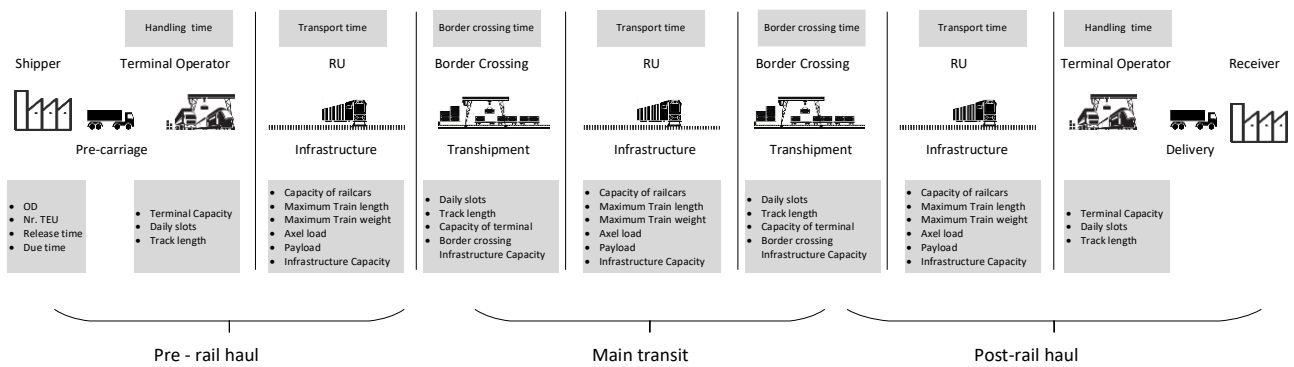 Handling time
Transport time
Border crossing time
Transport time
Border crossing time
Transport time
Handling time
Shipper
Terminal Operator
RU
Border Crossing
RU
Border Crossing
RU
Terminal Operator
Receiver
Pre-carriage
Infrastructure
Transhipment
Infrastructure
Transhipment
Infrastructure
Delivery
• OD
• Nr. TEU
• Release time
• Due time
• Terminal Capacity
• Daily slots
• Track length
• Capacity of railcars
• Maximum Train length
• Maximum Train weight
• Axel load
• Payload
• Infrastructure Capacity
• Daily slots
• Track length
• Capacity of terminal
• Border crossing
Infrastructure Capacity
• Capacity of railcars
• Maximum Train length
• Maximum Train weight
• Axel load
• Payload
• Infrastructure Capacity
• Daily slots
• Track length
• Capacity of terminal
• Border crossing
Infrastructure Capacity
• Capacity of railcars
• Maximum Train length
• Maximum Train weight
• Axel load
• Payload
• Infrastructure Capacity
• Terminal Capacity
• Daily slots
• Track length
Pre - rail haul
Main transit
Post-rail haul